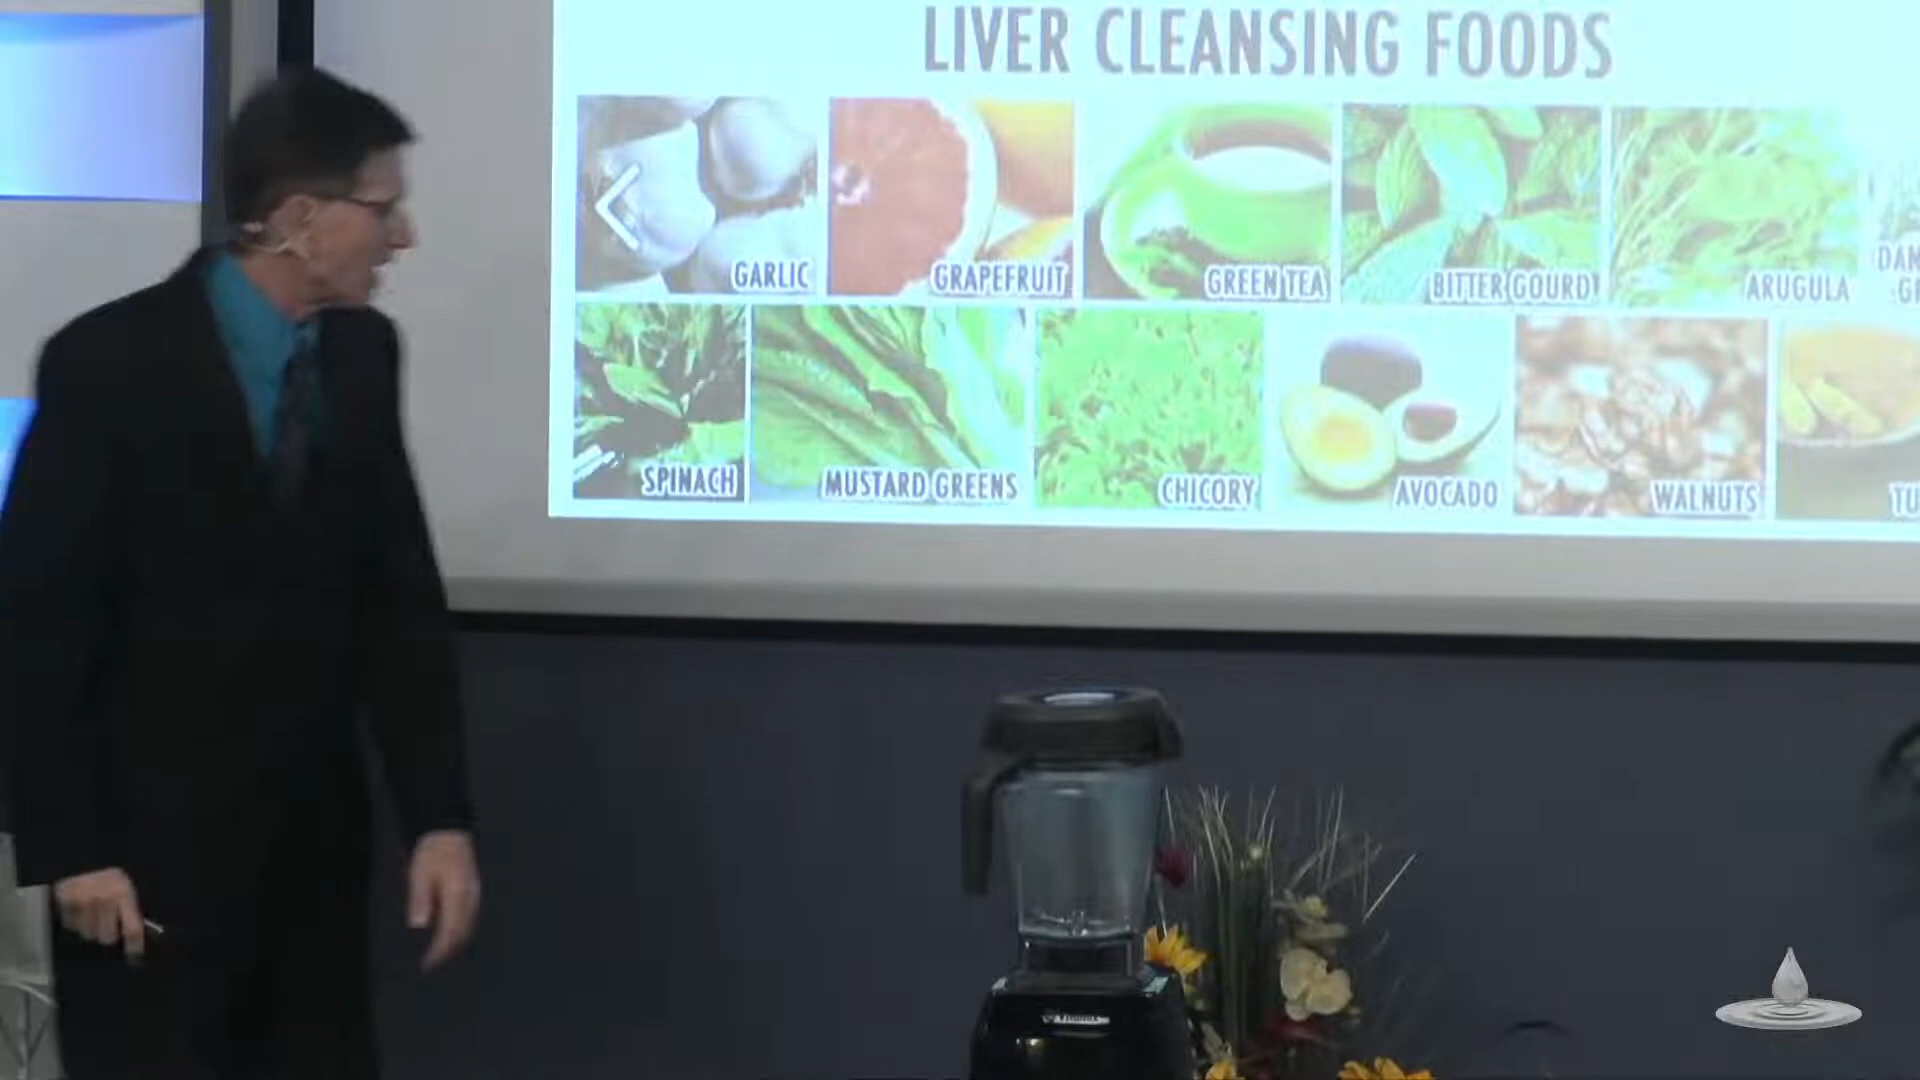 LIVER CLEANSING FOODS
GARLIC
GRAPEFRUIT
GREEN TEA
BITTER GOURD
ARUGULA
SPINACH
MUSTARD GREENS
CHICORY
AVOCADO
WALNUTS